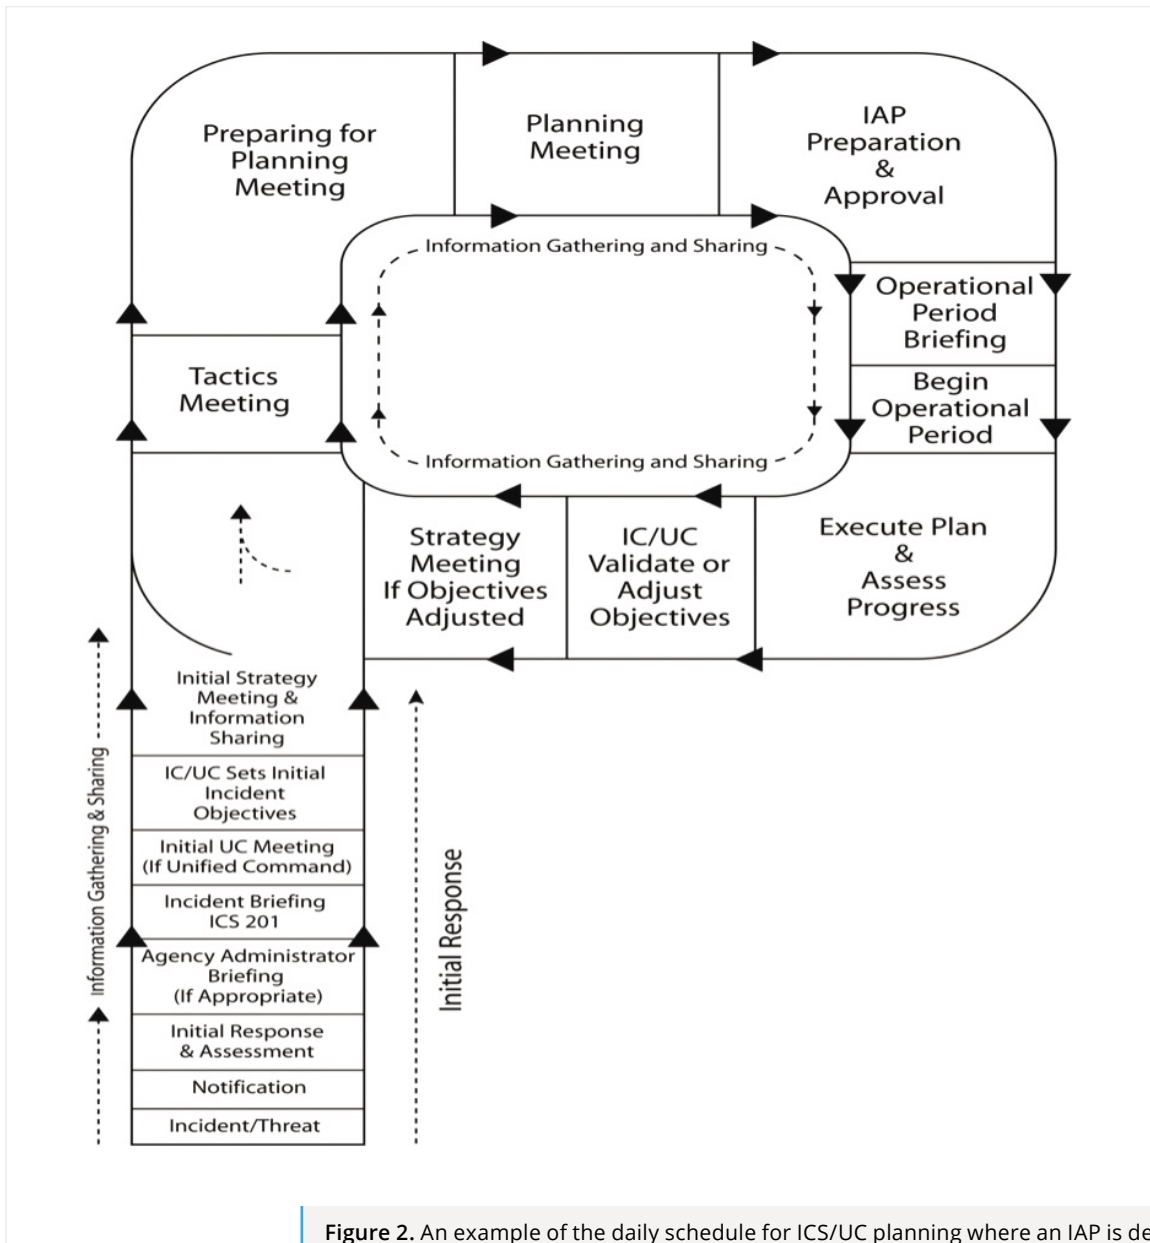 Preparing for
Planning
Meeting
Planning
Meeting
IAP
Preparation
&
Approval
Information Gathering and Sharing
Operational
Period
Briefing
Tactics
Meeting
Begin
Operational
Period
Information Gathering and Sharing
Strategy
Meeting
If Objectives
Adjusted
IC/UC
Validate or
Adjust
Objectives
Execute Plan
&
Assess
Progress
Initial Strategy
Meeting &
Information
Sharing
IC/UC Sets Initial
Incident
Objectives
Initial UC Meeting
(If Unified Command)
Incident Briefing
ICS 201
Agency Administrator
Briefing
(If Appropriate)
Initial Response
& Assessment
Notification
Incident/Threat
Information Gathering & Sharing
Initial Response
Figure 2. An example of the daily schedule for ICS/UC planning where an IAP is de